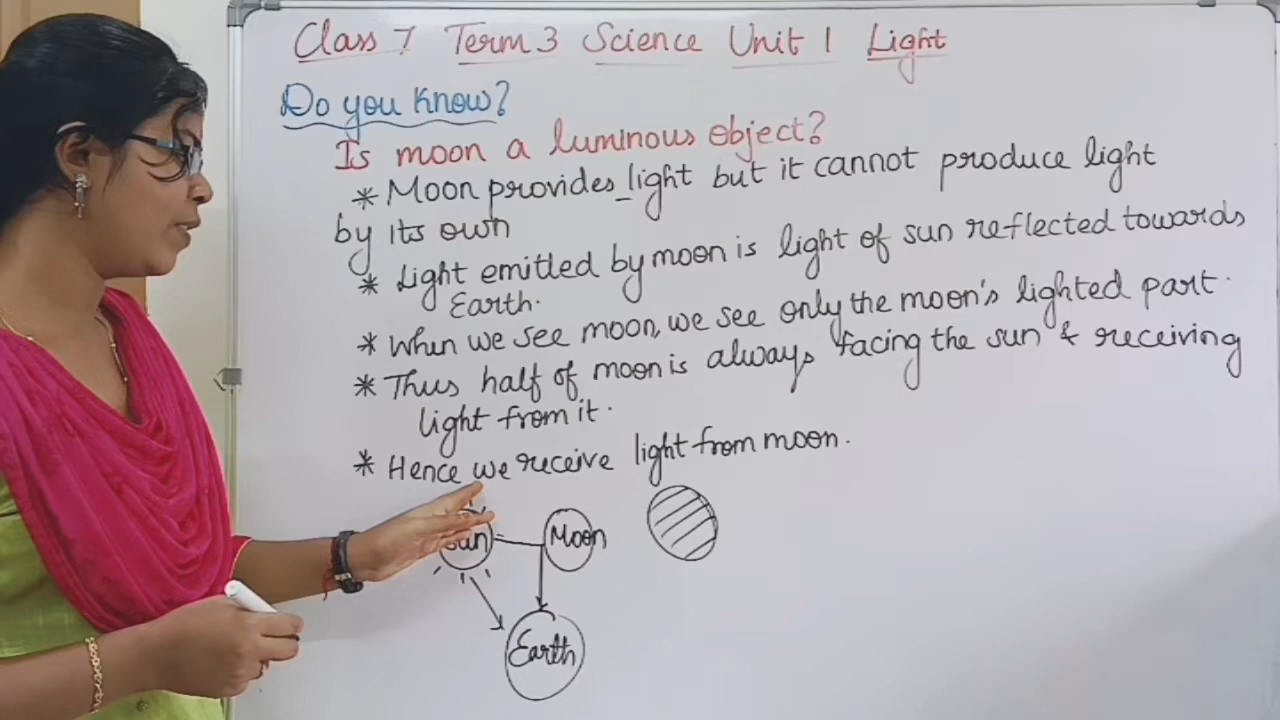 Class 7 Term 3 Science Unit 1 Light
Do you know?
Is moon a luminous object?
* Moon provides light but it cannot produce light
by its own
* Light emitted by moon is light of sun reflected towards
Earth.
* When we see moon, we see only the moon's lighted part.
* Thus half of moon is always facing the sun & receiving
light from it.
* Hence we receive light from moon.
Sun Moon
Earth